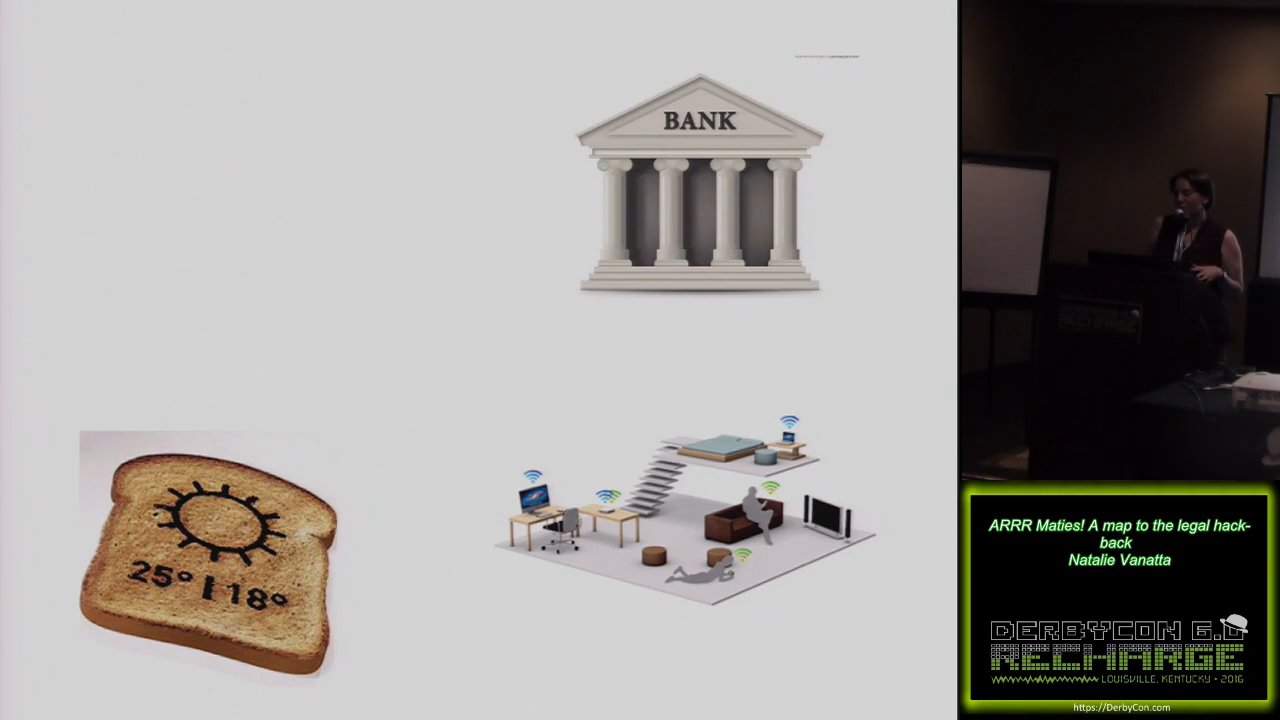 BANK
25° | 18°
ARRR Maties! A map to the legal hack-
back
Natalie Vanatta
DERBYCON 6.0
RECHARGE
LOUISVILLE, KENTUCKY • 2016
https://DerbyCon.com
RECHARGE